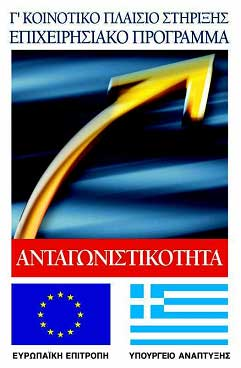 Γ' ΚΟΙΝΟΤΙΚΟ ΠΛΑΙΣΙΟ ΣΤΗΡΙΞΗΣ
ΕΠΙΧΕΙΡΗΣΙΑΚΟ ΠΡΟΓΡΑΜΜΑ
ΑΝΤΑΓΩΝΙΣΤΙΚΟΤΗΤΑ
ΕΥΡΩΠΑΪΚΗ ΕΠΙΤΡΟΠΗ ΥΠΟΥΡΓΕΙΟ ΑΝΑΠΤΥΞΗΣ